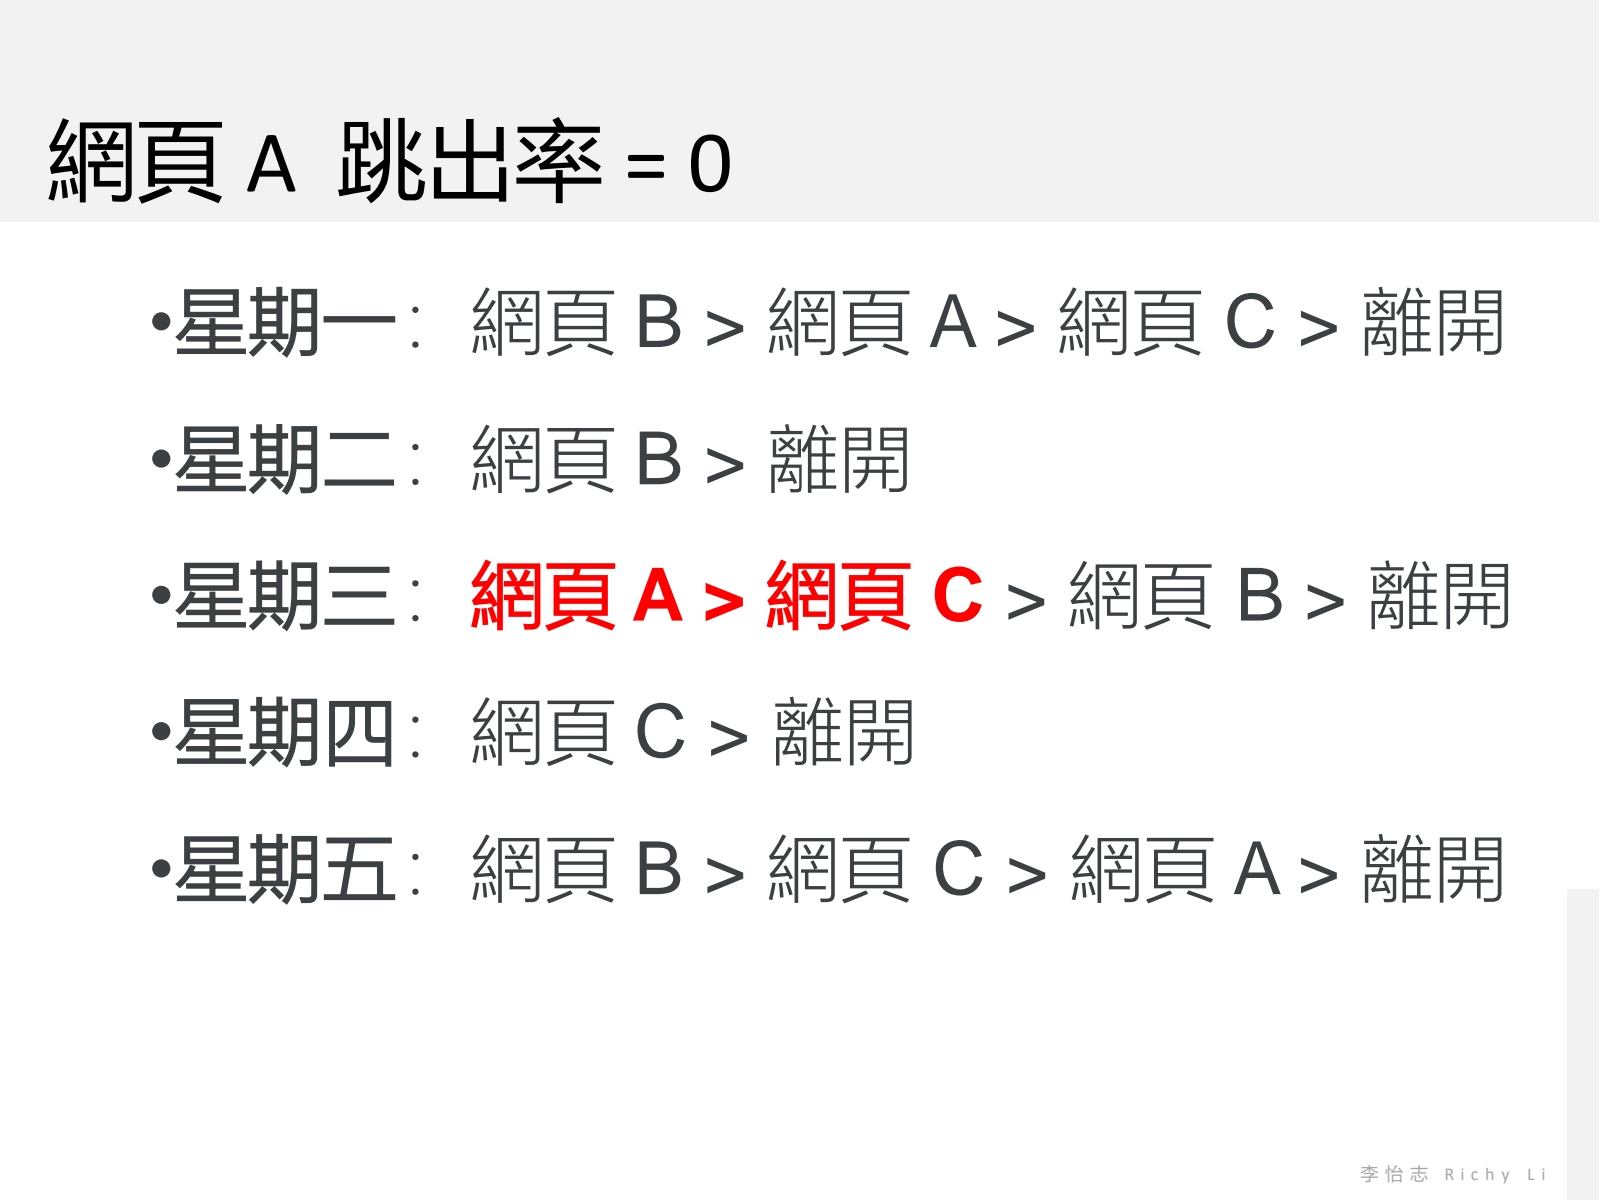 網頁 A 跳出率 = 0
•星期一：網頁 B > 網頁 A > 網頁 C > 離開
•星期二：網頁 B > 離開
•星期三：網頁 A > 網頁 C > 網頁 B > 離開
•星期四：網頁 C > 離開
•星期五：網頁 B > 網頁 C > 網頁 A > 離開
李怡志 Richy Li